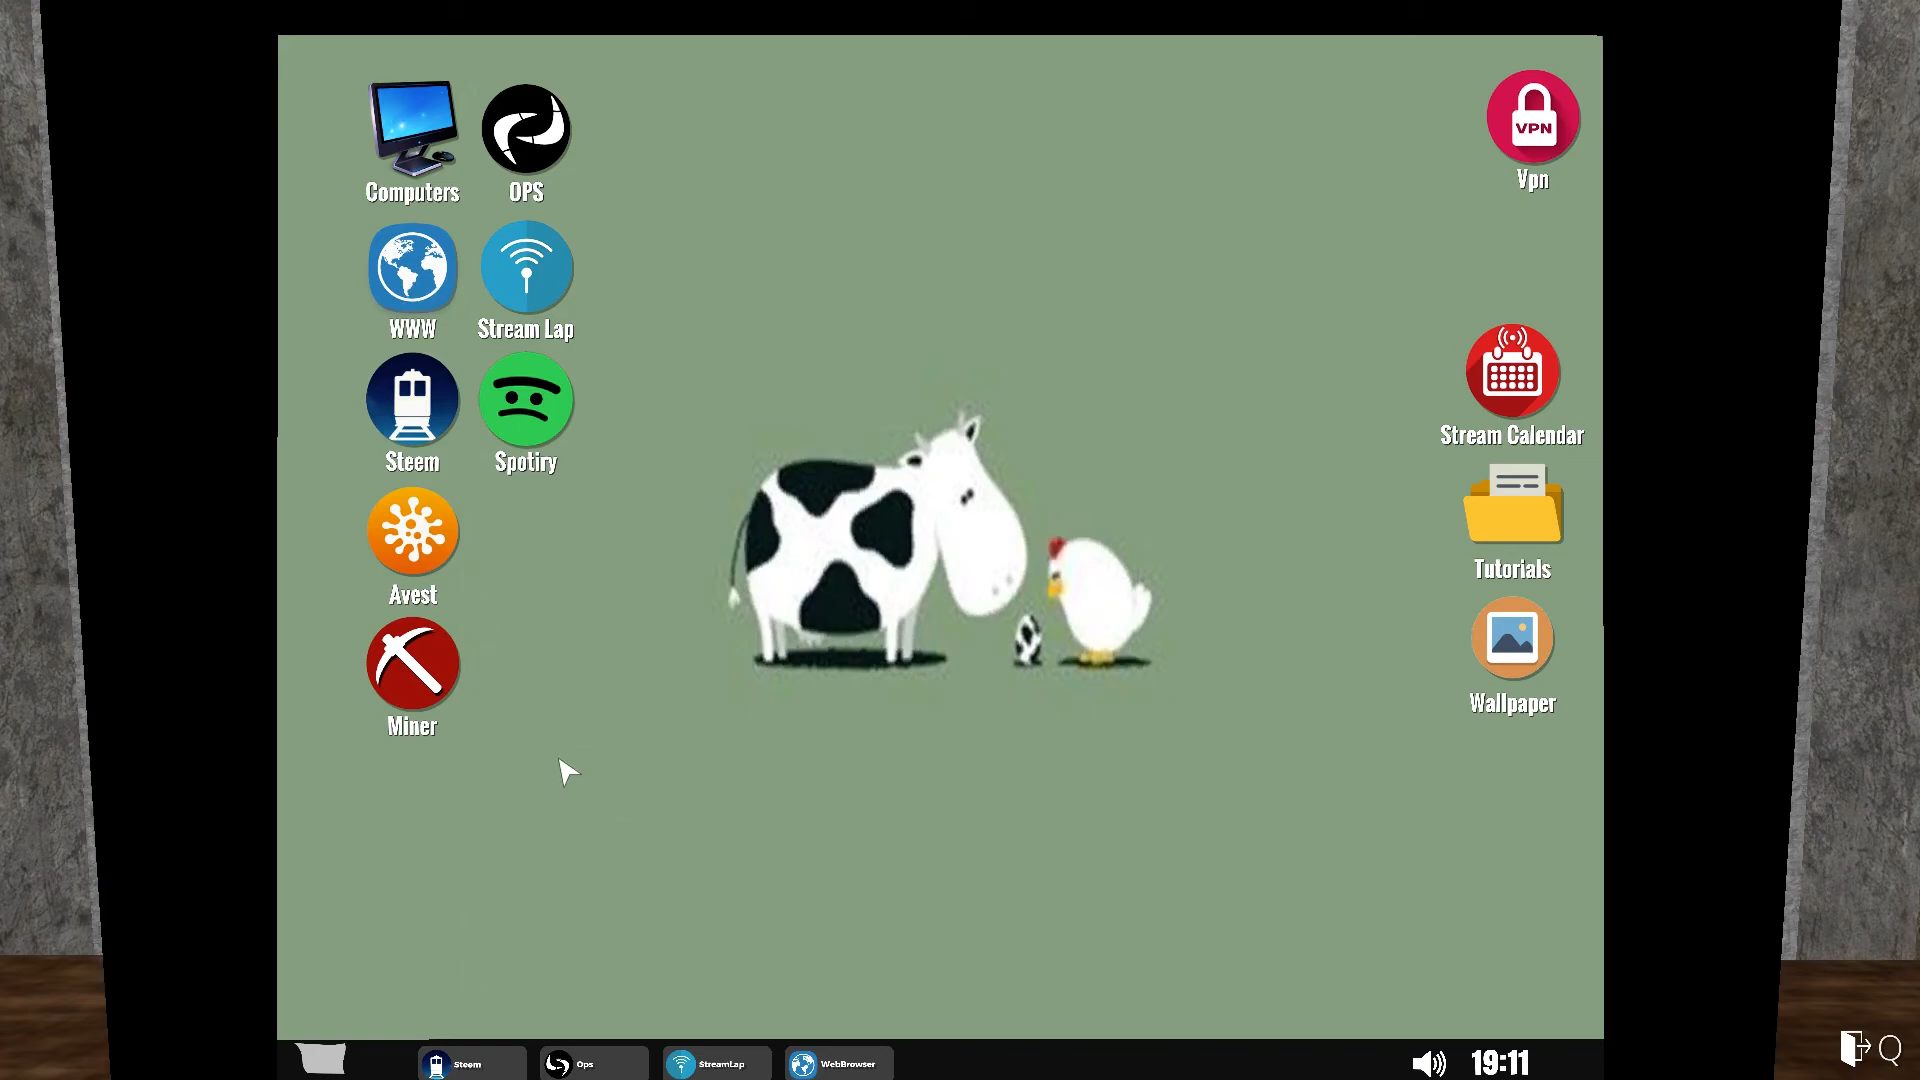 Computers
OPS
VPN
Vpn
WWW
Stream Lap
Steem
Spotiry
Stream Calendar
Avest
Tutorials
Miner
Wallpaper
Steem
Ops
StreamLap
WebBrowser
19:11
Q